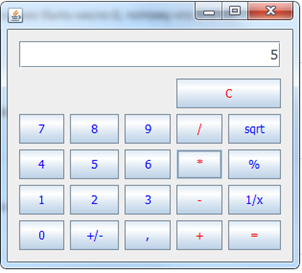 5
C
7 8 9 / sqrt
4 5 6 * %
1 2 3 - 1/x
0 +/- , + =